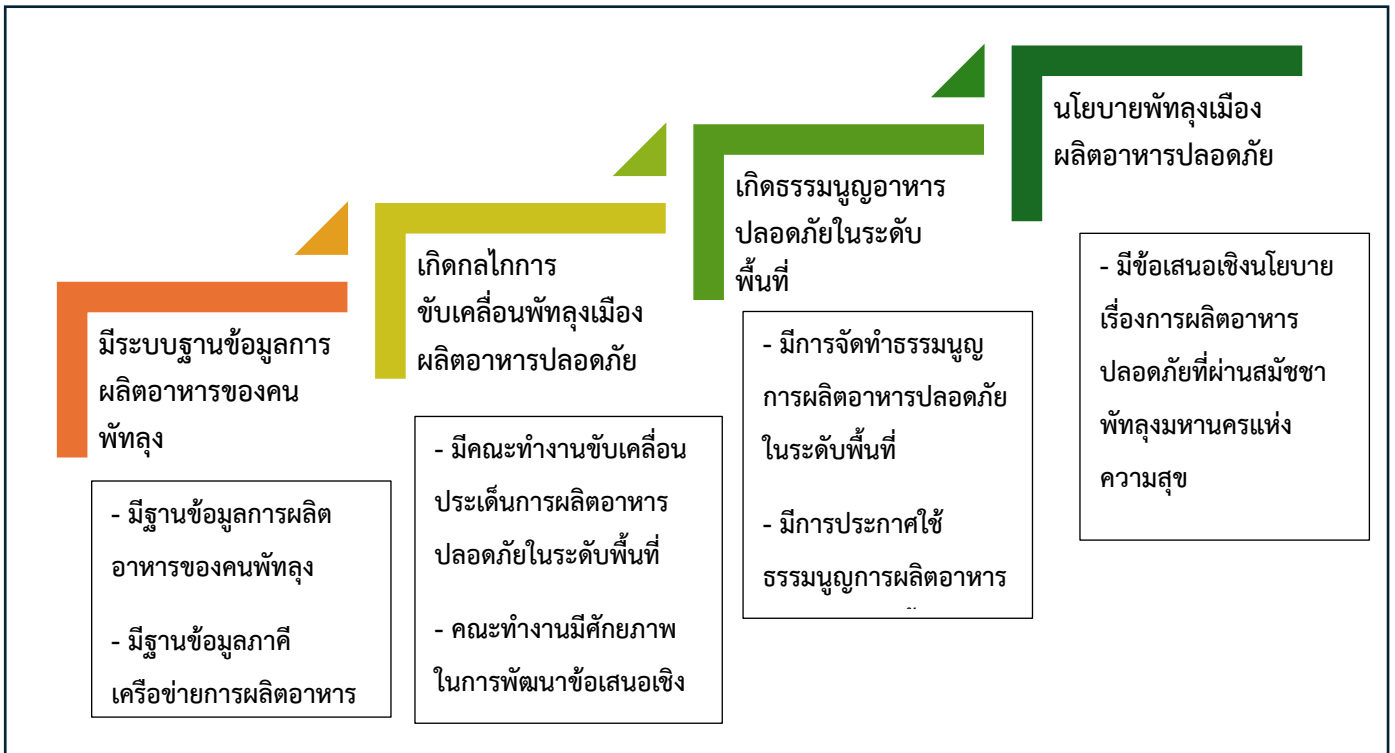 มีระบบฐานข้อมูลการ
ผลิตอาหารของคน
พัทลุง
- มีฐานข้อมูลการผลิต
อาหารของคนพัทลุง
- มีฐานข้อมูลภาคี
เครือข่ายการผลิตอาหาร
เกิดกลไกการ
ขับเคลื่อนพัทลุงเมือง
ผลิตอาหารปลอดภัย
- มีคณะทำงานขับเคลื่อน
ประเด็นการผลิตอาหาร
ปลอดภัยในระดับพื้นที่
- คณะทำงานมีศักยภาพ
ในการพัฒนาข้อเสนอเชิง
เกิดธรรมนูญอาหาร
ปลอดภัยในระดับ
พื้นที่
- มีการจัดทำธรรมนูญ
การผลิตอาหารปลอดภัย
ในระดับพื้นที่
- มีการประกาศใช้
ธรรมนูญการผลิตอาหาร
นโยบายพัทลุงเมือง
ผลิตอาหารปลอดภัย
- มีข้อเสนอเชิงนโยบาย
เรื่องการผลิตอาหาร
ปลอดภัยที่ผ่านสมัชชา
พัทลุงมหานครแห่ง
ความสุข